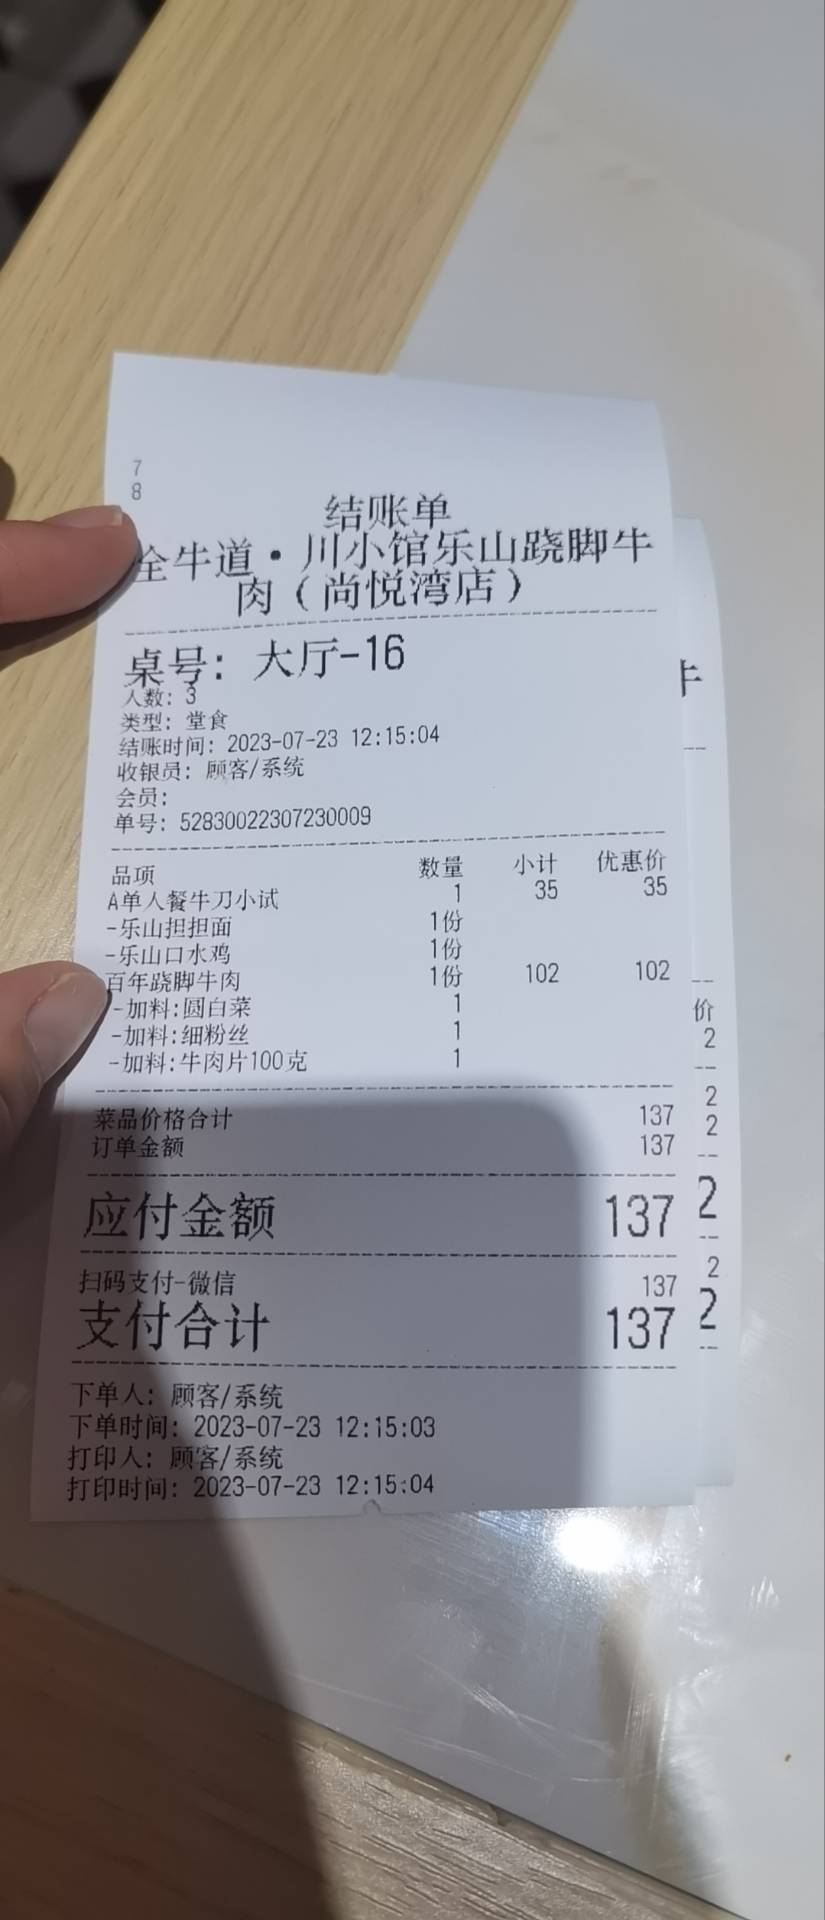 7
8
结账单
全牛道·川小馆乐山跷脚牛
肉(尚悦湾店)
桌号: 大厅-16
人数: 3
类型: 堂食
结账时间: 2023-07-23 12:15:04
收银员: 顾客/系统
会员:
单号: 52830022307230009
品项 数量 小计 优惠价
A单人餐牛刀小试 1 35 35
-乐山担担面 1份
-乐山口水鸡 1份
百年跷脚牛肉 1份 102 102
-加料:圆白菜 1
-加料:细粉丝 1
-加料:牛肉片100克 1
菜品价格合计 137
订单金额 137
应付金额 137
扫码支付-微信 137
支付合计 137
下单人: 顾客/系统
下单时间: 2023-07-23 12:15:03
打印人: 顾客/系统
打印时间: 2023-07-23 12:15:04
牛
价
2
2
2
2
2
2